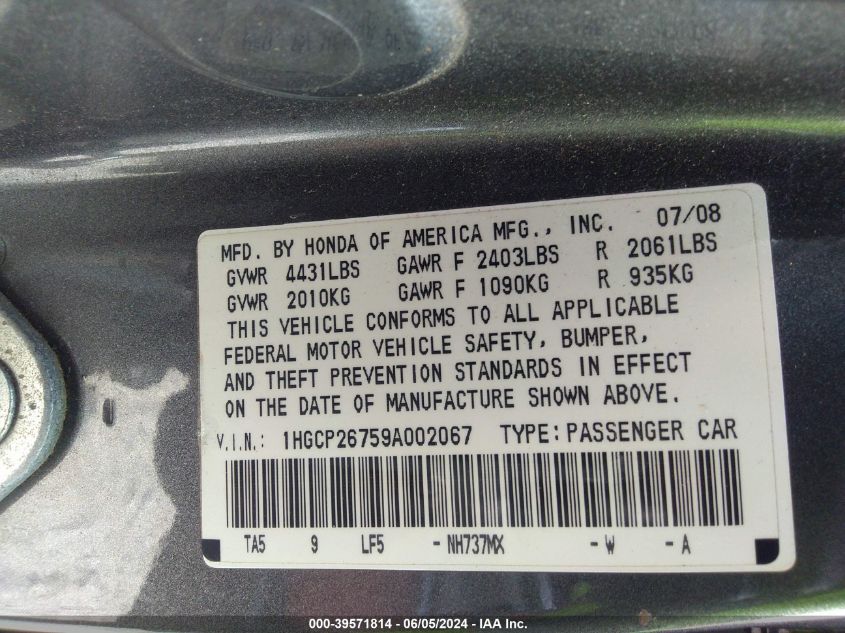 MFD. BY HONDA OF AMERICA MFG., INC. 07/08
GVWR 4431LBS GAWR F 2403LBS R 2061LBS
GVWR 2010KG GAWR F 1090KG R 935KG
THIS VEHICLE CONFORMS TO ALL APPLICABLE
FEDERAL MOTOR VEHICLE SAFETY, BUMPER,
AND THEFT PREVENTION STANDARDS IN EFFECT
ON THE DATE OF MANUFACTURE SHOWN ABOVE.
V.I.N.: 1HGCP26759A002067 TYPE: PASSENGER CAR
TA5 9 LF5 - NH737MX - W - A
000-39571814 - 06/05/2024 - IAA Inc.